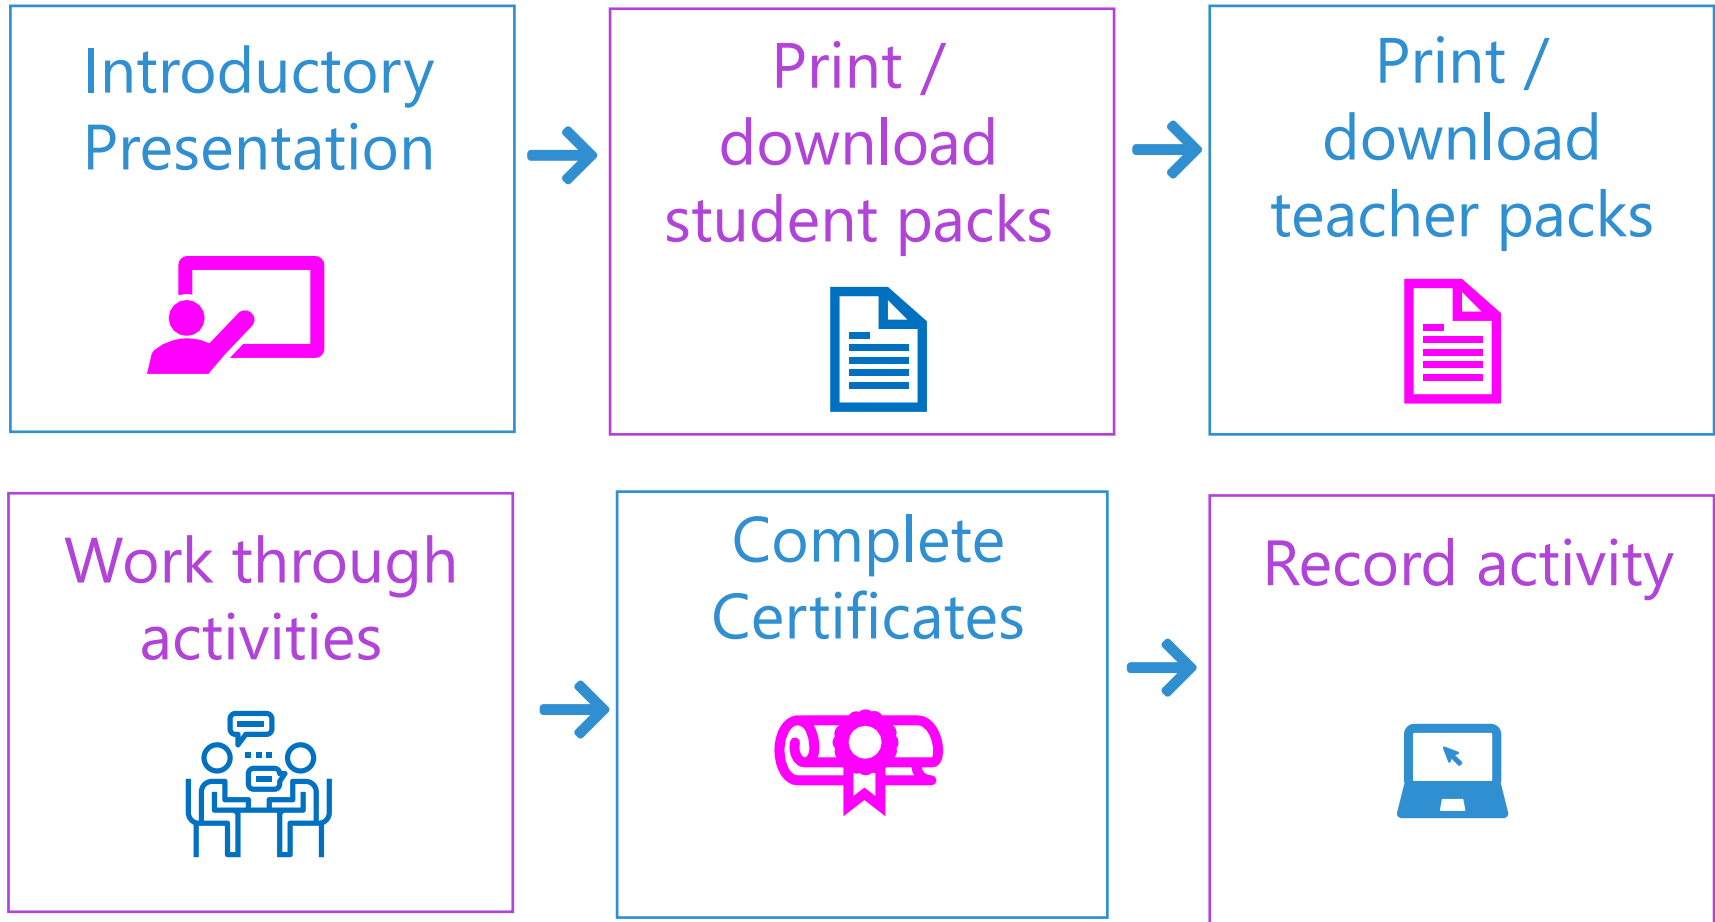 Introductory
Presentation
Print /
download
student packs
Print /
download
teacher packs
Work through
activities
Complete
Certificates
Record activity